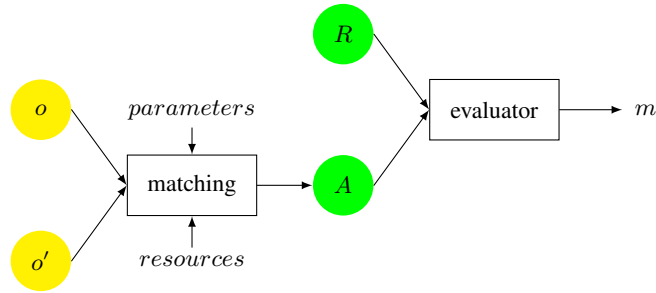 R
o
parameters
evaluator
m
matching
A
o′
resources